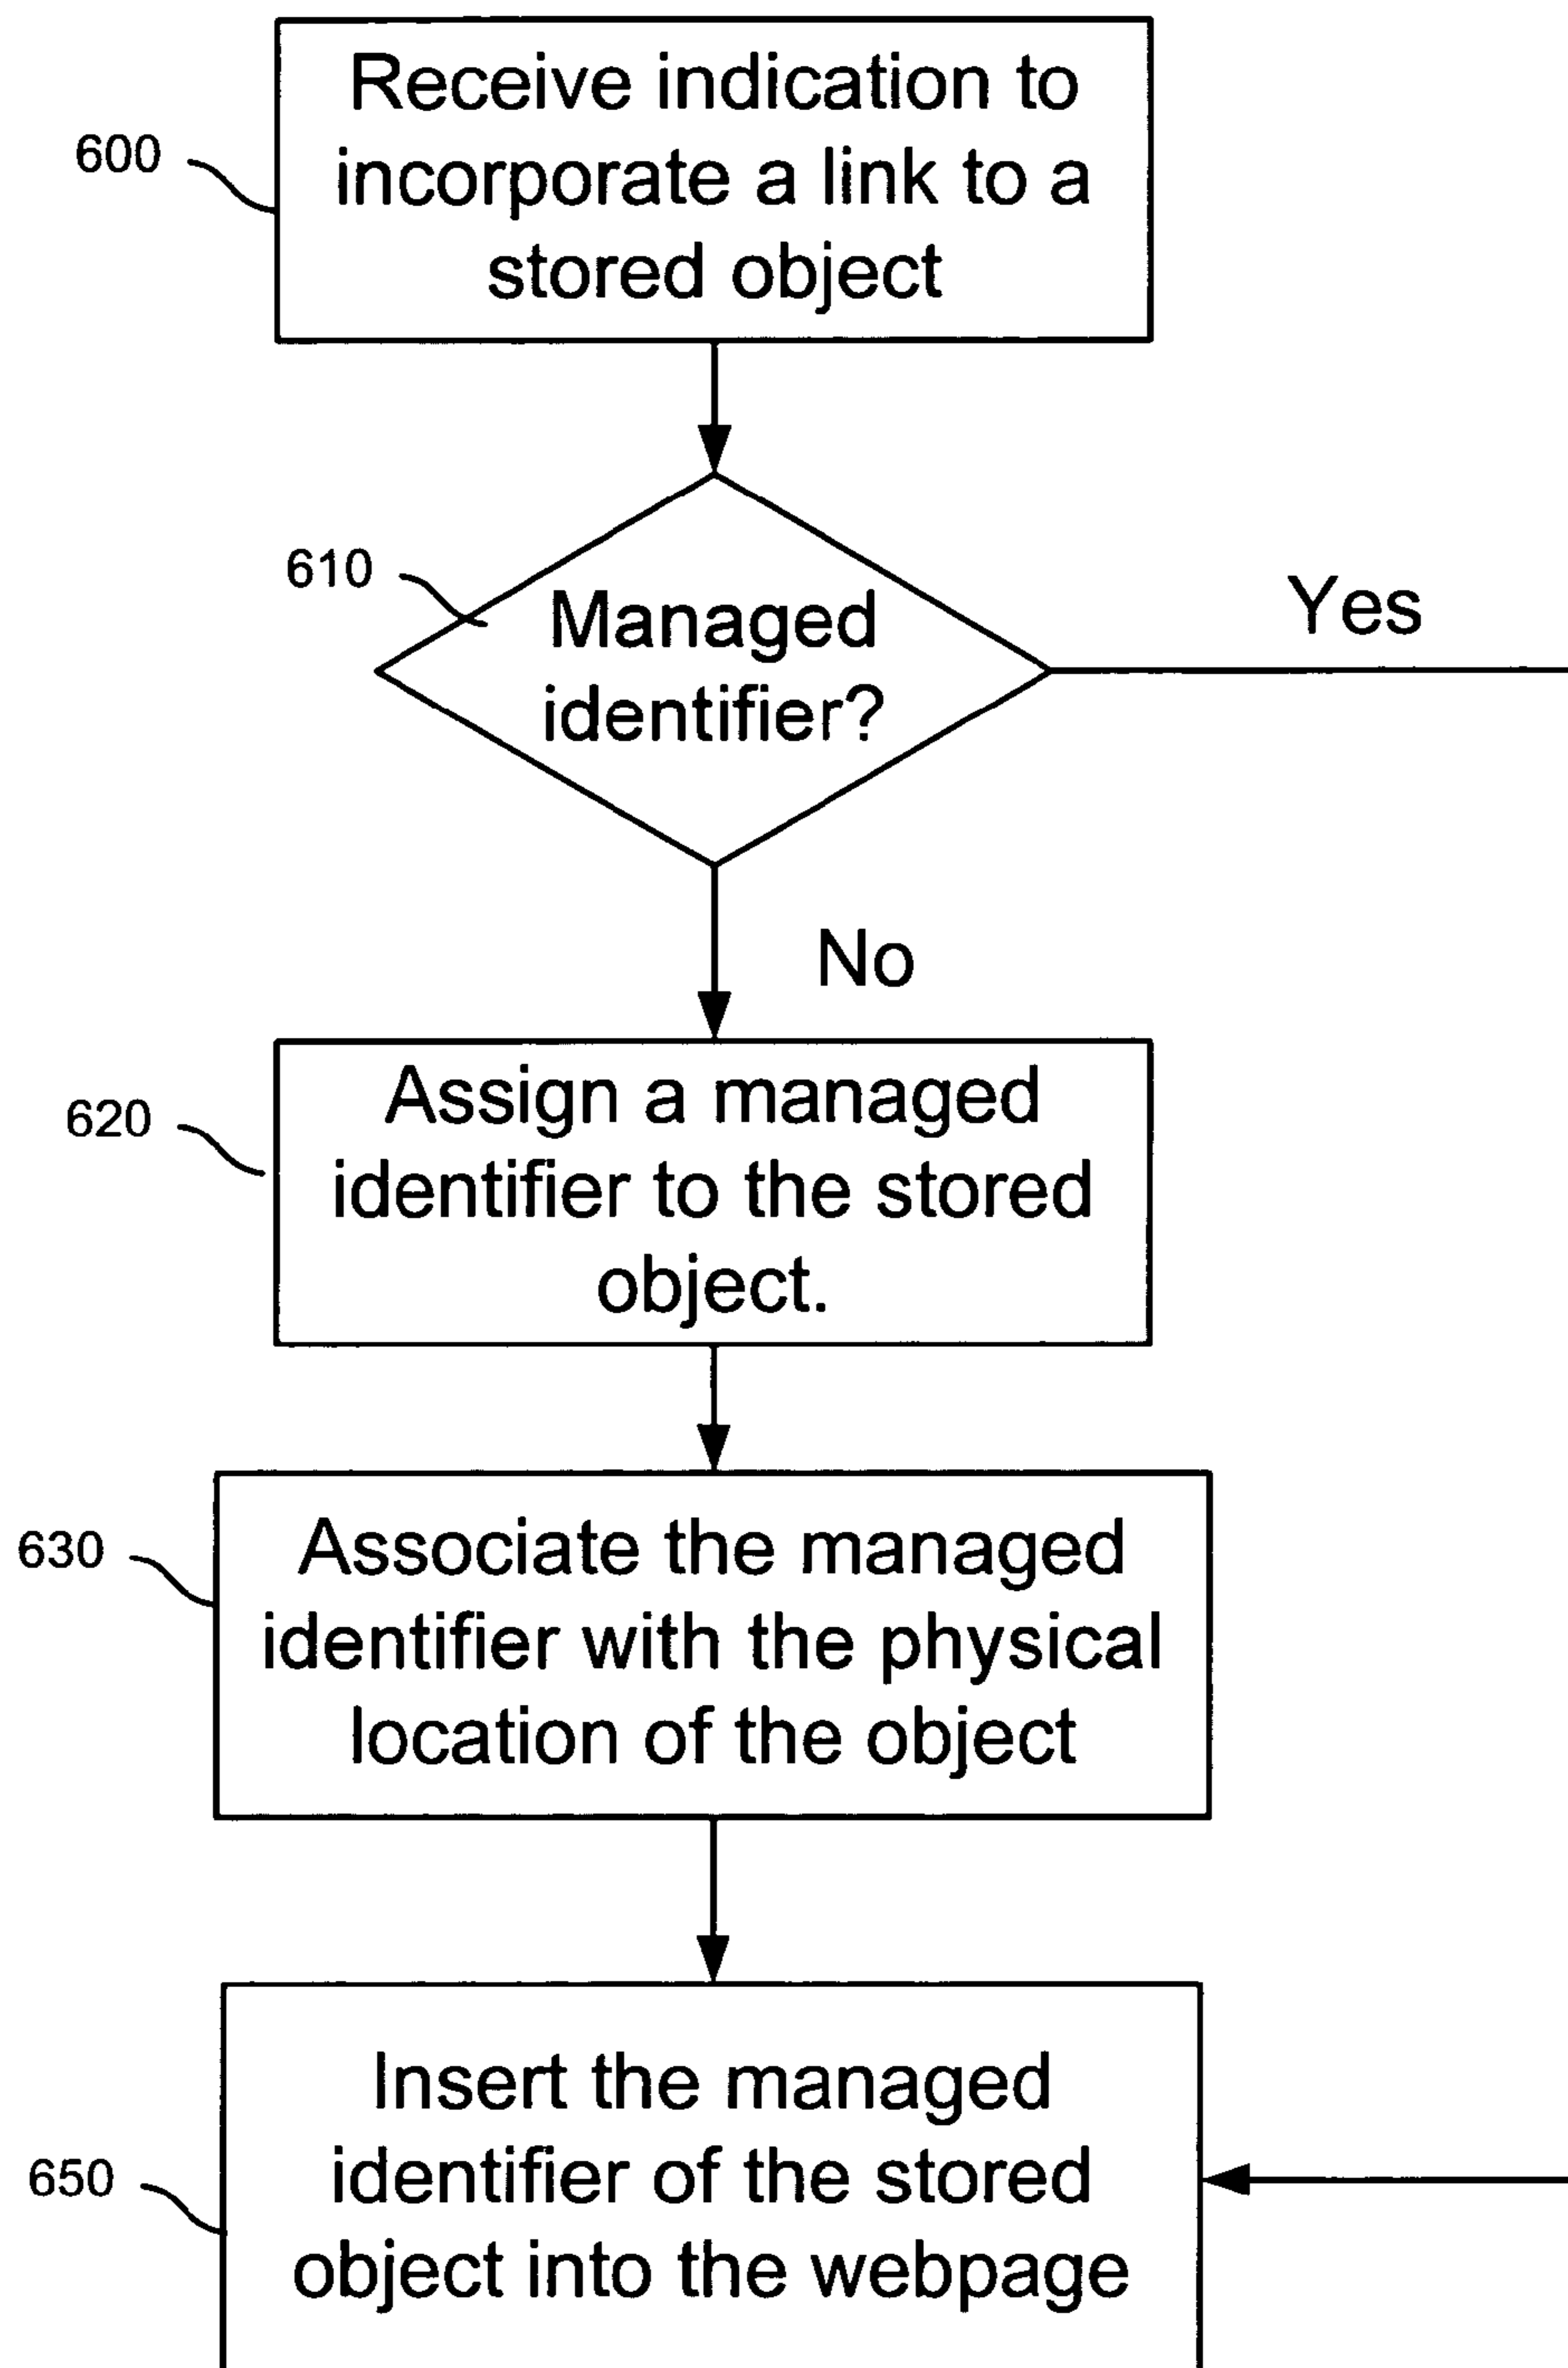 Receive indication to
600
incorporate a link to a
stored object
610
Managed
identifier?
Yes
No
Assign a managed
620
identifier to the stored
object.
Associate the managed
630
identifier with the physical
location of the object
Insert the managed
identifier of the stored
650
object into the webpage